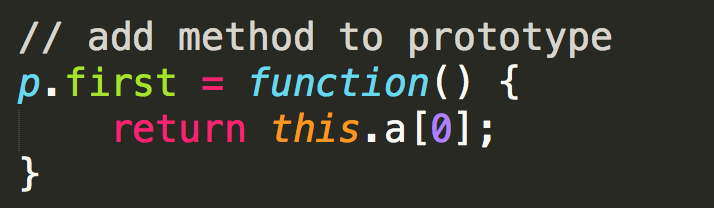 // add method to prototype
p.first = function() {
    return this.a[0];
}